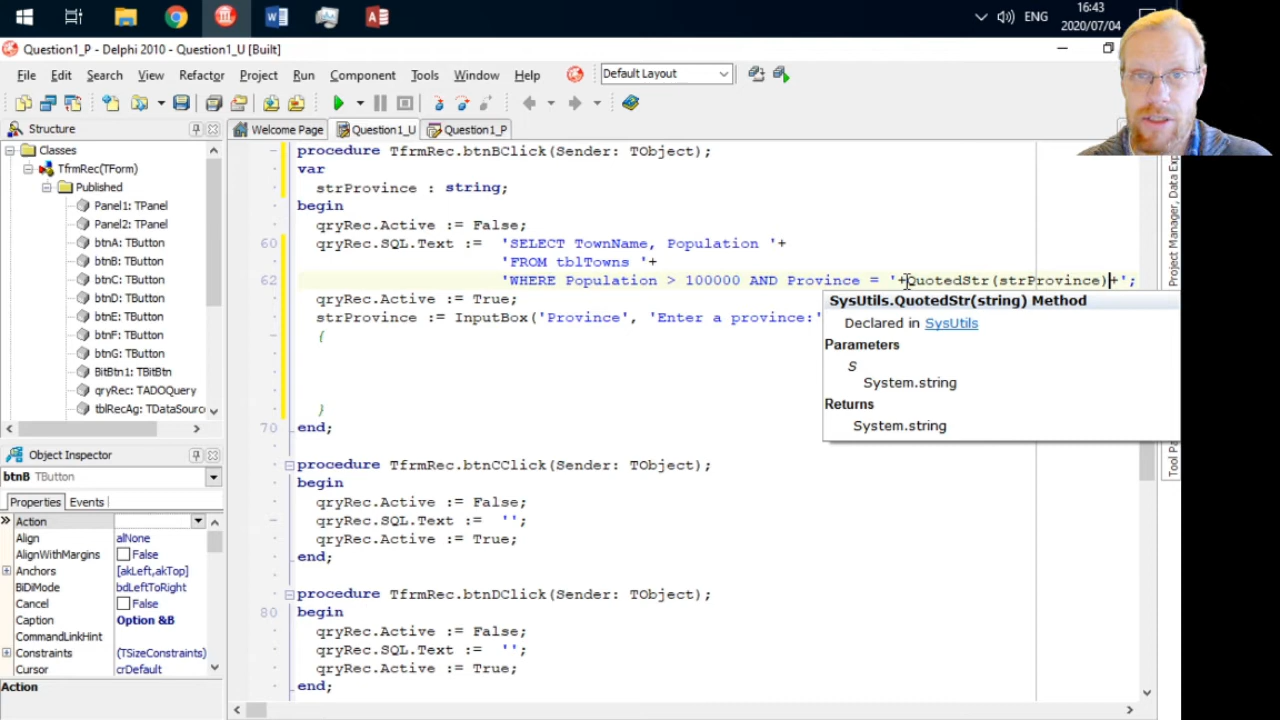 16:43
ENG
2020/07/04
Question1_P - Delphi 2010 - Question1_U [Built]
File Edit Search View Refactor Project Run Component Tools Window Help
Default Layout
Structure
Welcome Page Question1_U Question1_P
Classes
TfrmRec(TForm)
Published
Panel1: TPanel
Panel2: TPanel
btnA: TButton
btnB: TButton
btnC: TButton
btnD: TButton
btnE: TButton
btnF: TButton
btnG: TButton
BitBtn1: TBitBtn
qryRec: TADOQuery
tblRecAg: TDataSourc
procedure TfrmRec.btnBClick(Sender: TObject);
var
strProvince : string;
begin
qryRec.Active := False;
60 qryRec.SQL.Text := 'SELECT TownName, Population '+
'FROM tblTowns '+
62 'WHERE Population > 100000 AND Province = '+QuotedStr(strProvince)+';
qryRec.Active := True;
strProvince := InputBox('Province', 'Enter a province:'
{
}
70 end;
SysUtils.QuotedStr(string) Method
Declared in SysUtils
Parameters
S
System.string
Returns
System.string
procedure TfrmRec.btnCClick(Sender: TObject);
begin
qryRec.Active := False;
qryRec.SQL.Text := '';
qryRec.Active := True;
end;
procedure TfrmRec.btnDClick(Sender: TObject);
80 begin
qryRec.Active := False;
qryRec.SQL.Text := '';
qryRec.Active := True;
end;
Object Inspector
btnB TButton
Properties Events
Action
Align alNone
AlignWithMargins False
Anchors [akLeft,akTop]
BiDiMode bdLeftToRight
Cancel False
Caption Option &B
CommandLinkHint
Constraints (TSizeConstraints)
Cursor crDefault
Action
Project Manager, Data Exp
Tool P